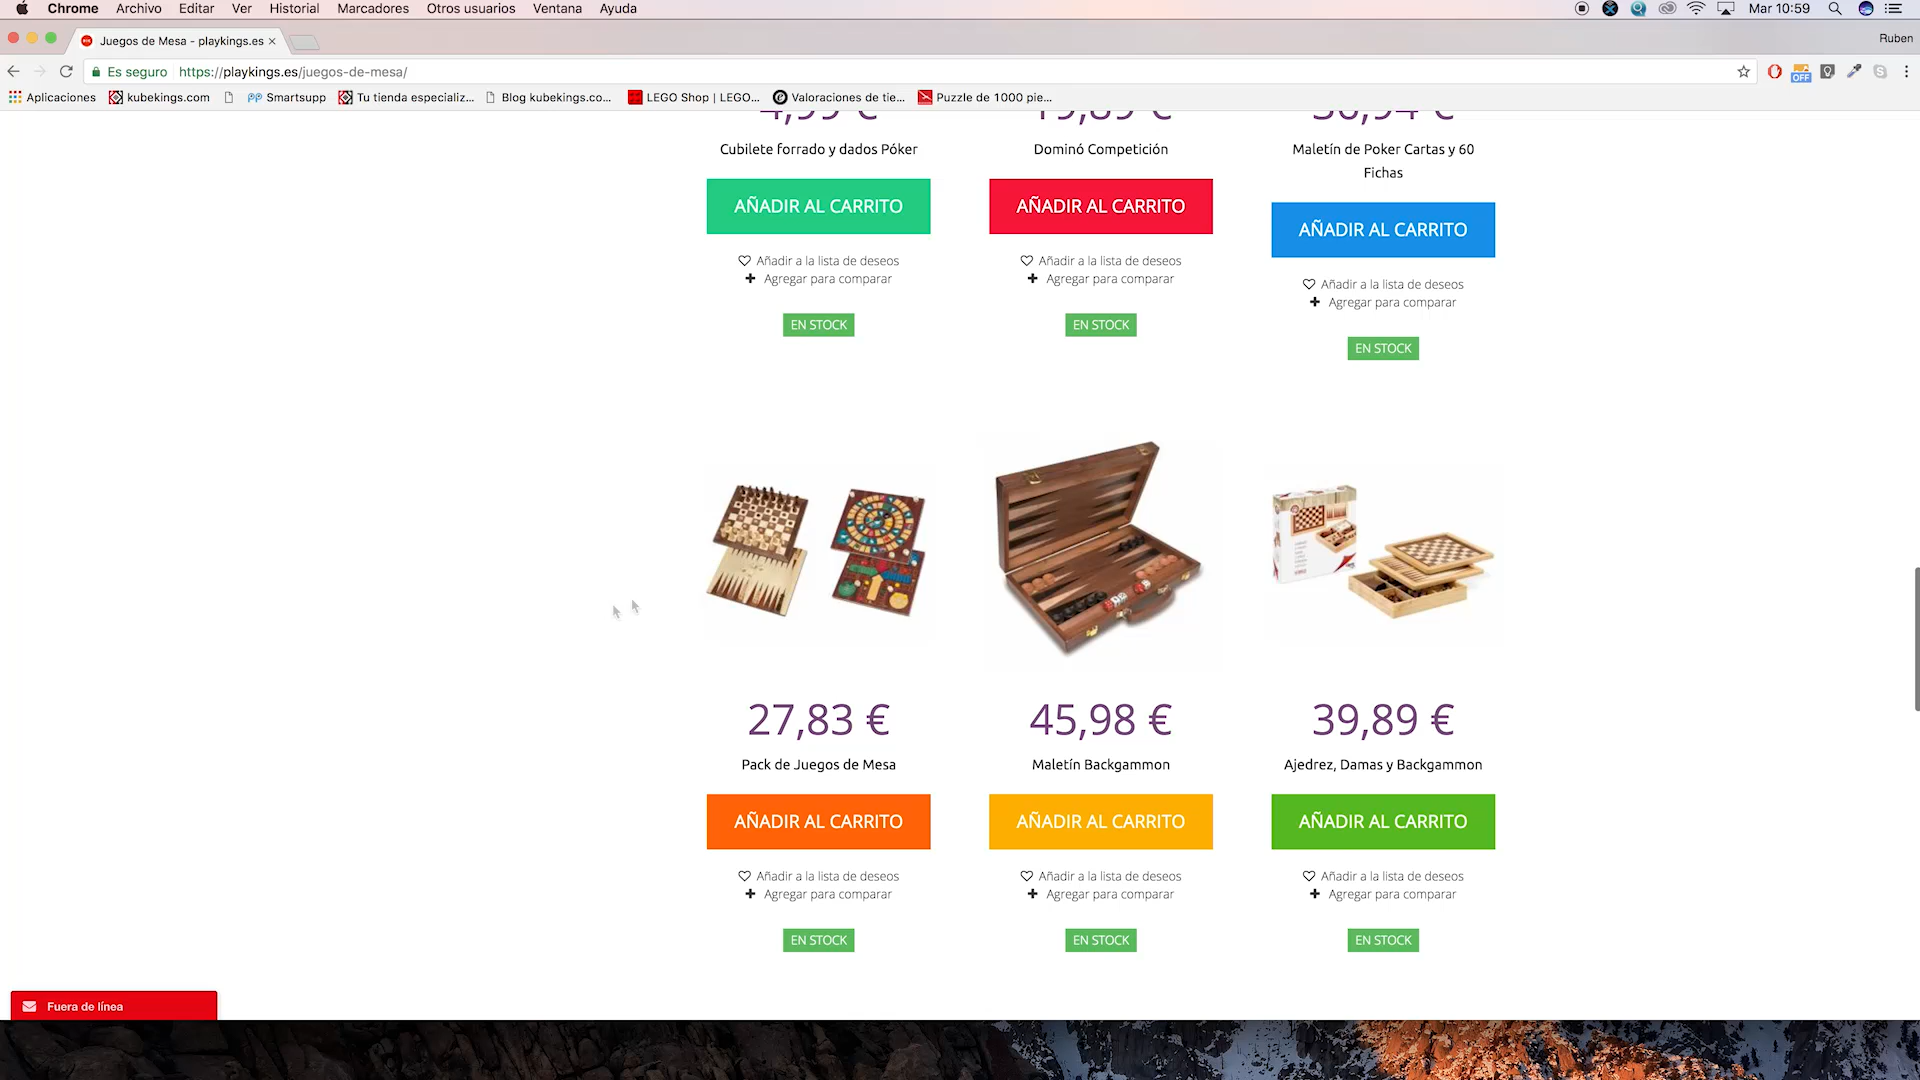 Chrome Archivo Editar Ver Historial Marcadores Otros usuarios Ventana Ayuda Mar 10:59
Juegos de Mesa - playkings.es Ruben
Es seguro https://playkings.es/juegos-de-mesa/ OFF
Aplicaciones kubekings.com Smartsupp Tu tienda especializ... Blog kubekings.co... LEGO Shop | LEGO... Valoraciones de tie... Puzzle de 1000 pie...
Cubilete forrado y dados Póker
AÑADIR AL CARRITO
Añadir a la lista de deseos
Agregar para comparar
EN STOCK
Dominó Competición
AÑADIR AL CARRITO
Añadir a la lista de deseos
Agregar para comparar
EN STOCK
Maletín de Poker Cartas y 60
Fichas
AÑADIR AL CARRITO
Añadir a la lista de deseos
Agregar para comparar
EN STOCK
27,83 €
Pack de Juegos de Mesa
AÑADIR AL CARRITO
Añadir a la lista de deseos
Agregar para comparar
EN STOCK
45,98 €
Maletín Backgammon
AÑADIR AL CARRITO
Añadir a la lista de deseos
Agregar para comparar
EN STOCK
39,89 €
Ajedrez, Damas y Backgammon
AÑADIR AL CARRITO
Añadir a la lista de deseos
Agregar para comparar
EN STOCK
Fuera de línea